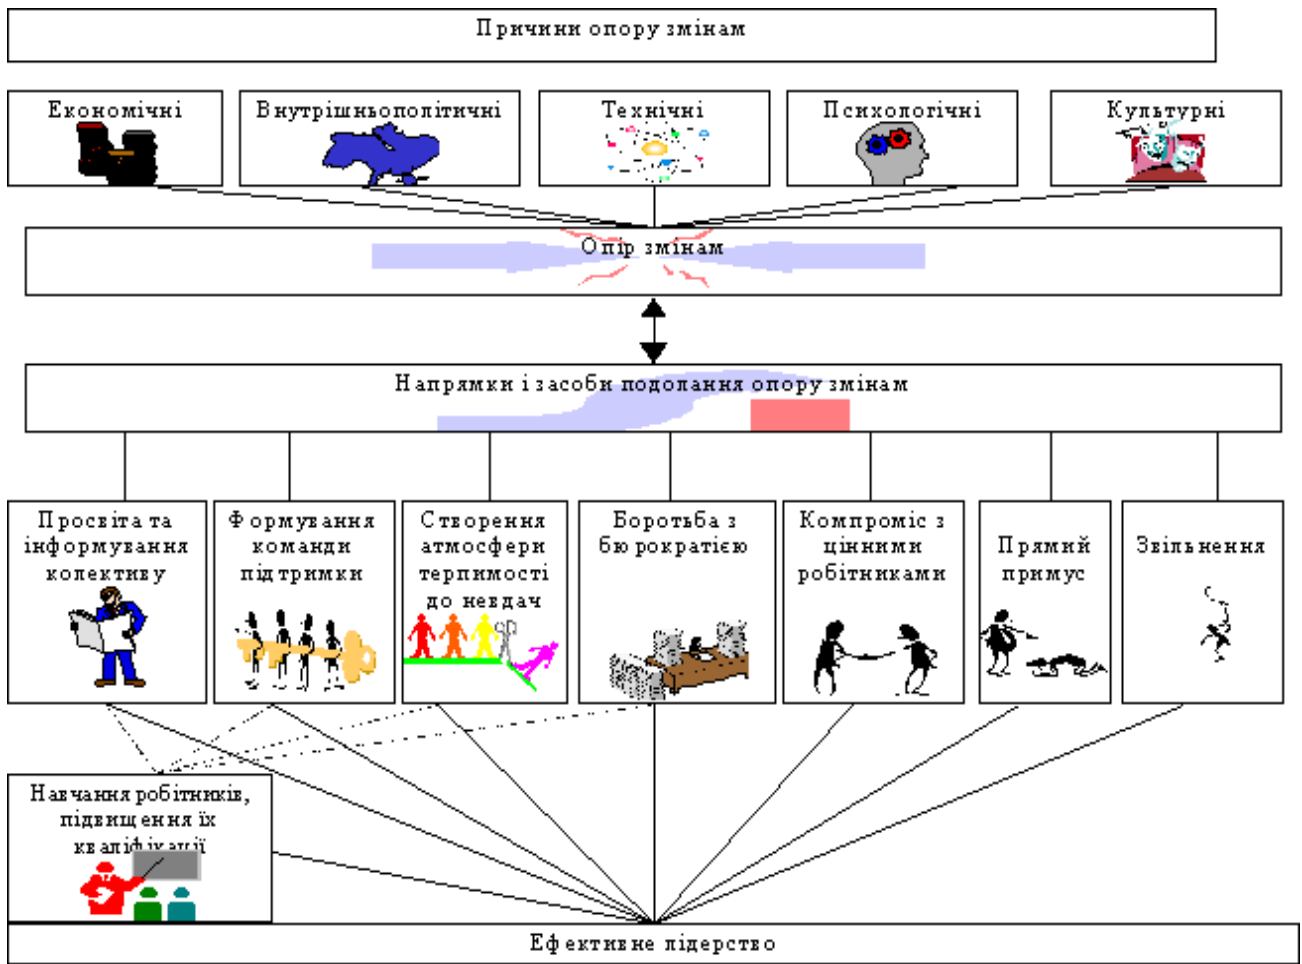 Причини опору змінам
Економічні
Внутрішньополітичні
Технічні
Психологічні
Культурні
Опір змінам
Напрямки і засоби подолання опору змінам
Просвіта та
інформування
колективу
Формування
команди
підтримки
Створення
атмосфери
терпимості
до невдач
Боротьба з
бюрократією
Компроміс з
цінними
робітниками
Прямий
примус
Звільнення
Навчання робітників,
підвищення їх
кваліфікації
Ефективне лідерство